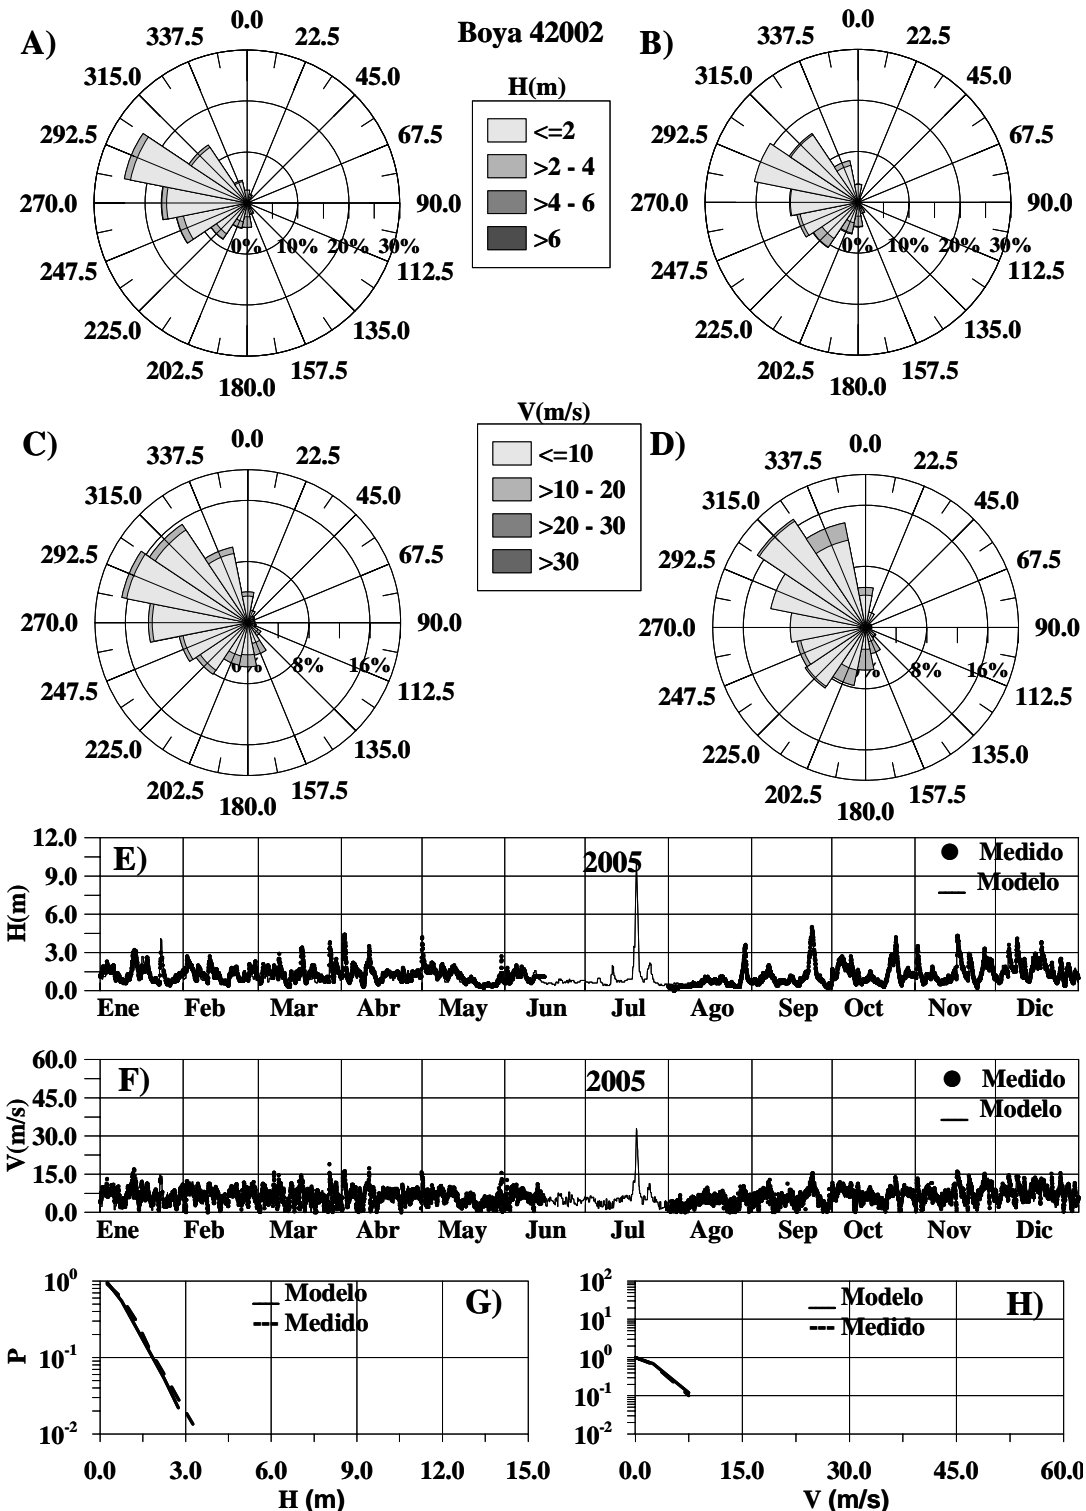 Boya 42002
A)
0.0
22.5
45.0
67.5
90.0
112.5
135.0
157.5
180.0
202.5
225.0
247.5
270.0
292.5
315.0
337.5
0% 10% 20% 30%
H(m)
<=2
>2 - 4
>4 - 6
>6
B)
0.0
22.5
45.0
67.5
90.0
112.5
135.0
157.5
180.0
202.5
225.0
247.5
270.0
292.5
315.0
337.5
0% 10% 20% 30%
C)
0.0
22.5
45.0
67.5
90.0
112.5
135.0
157.5
180.0
202.5
225.0
247.5
270.0
292.5
315.0
337.5
0% 8% 16%
V(m/s)
<=10
>10 - 20
>20 - 30
>30
D)
0.0
22.5
45.0
67.5
90.0
112.5
135.0
157.5
180.0
202.5
225.0
247.5
270.0
292.5
315.0
337.5
8% 16%
E)
2005
Medido
Modelo
H(m)
12.0
9.0
6.0
3.0
0.0
Ene Feb Mar Abr May Jun Jul Ago Sep Oct Nov Dic
F)
2005
Medido
Modelo
V(m/s)
60.0
45.0
30.0
15.0
0.0
Ene Feb Mar Abr May Jun Jul Ago Sep Oct Nov Dic
G)
Modelo
Medido
P
10⁰
10⁻¹
10⁻²
0.0 3.0 6.0 9.0 12.0 15.0
H (m)
H)
Modelo
Medido
10²
10¹
10⁰
10⁻¹
10⁻²
0.0 15.0 30.0 45.0 60.0
V (m/s)